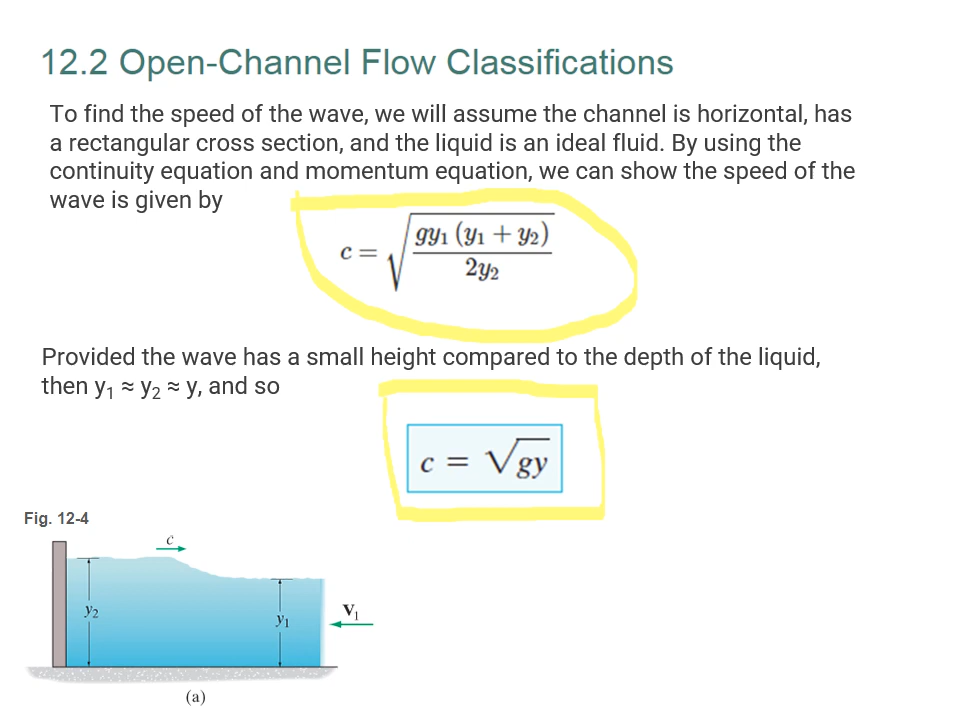 12.2 Open-Channel Flow Classifications
To find the speed of the wave, we will assume the channel is horizontal, has
a rectangular cross section, and the liquid is an ideal fluid. By using the
continuity equation and momentum equation, we can show the speed of the
wave is given by
c = √(gy₁ (y₁ + y₂) / 2y₂)
Provided the wave has a small height compared to the depth of the liquid,
then y₁ ≈ y₂ ≈ y, and so
c = √gy
Fig. 12-4
c
y₂
y₁
V₁
(a)